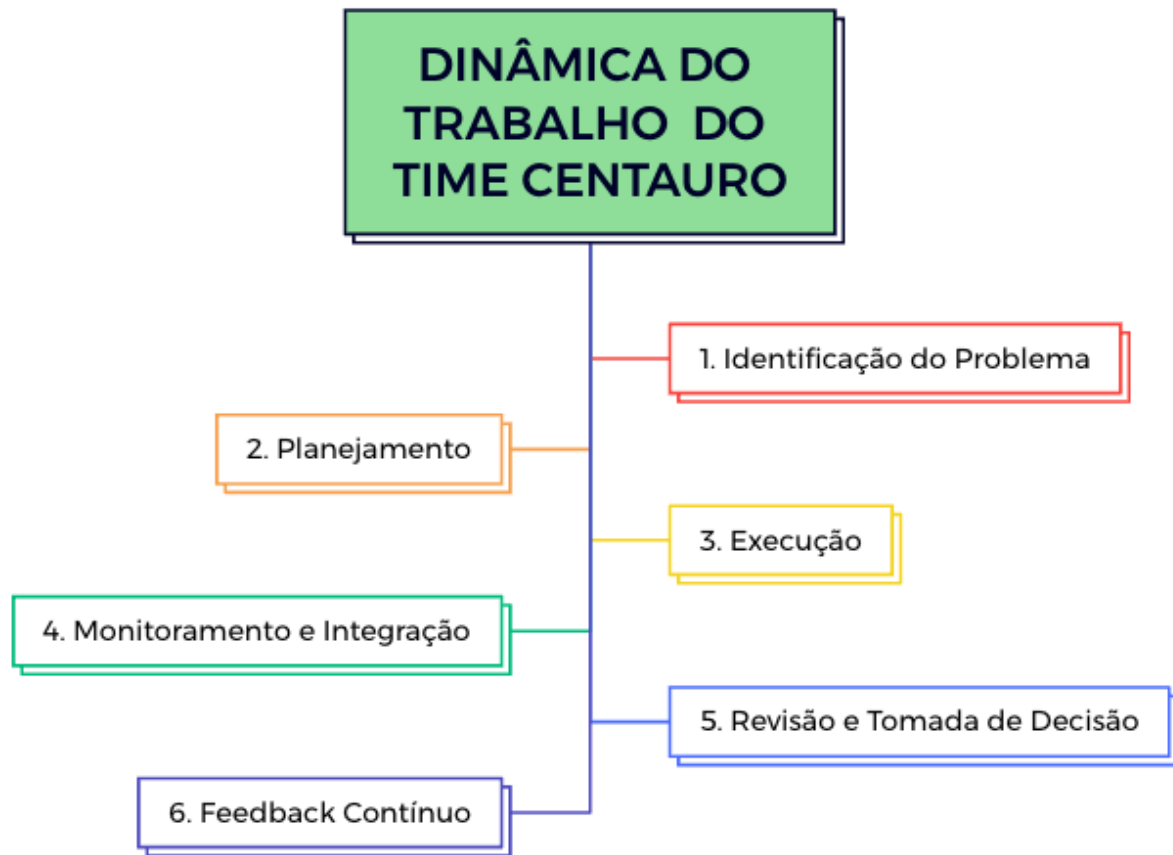 DINÂMICA DO
TRABALHO DO
TIME CENTAURO
1. Identificação do Problema
2. Planejamento
3. Execução
4. Monitoramento e Integração
5. Revisão e Tomada de Decisão
6. Feedback Contínuo